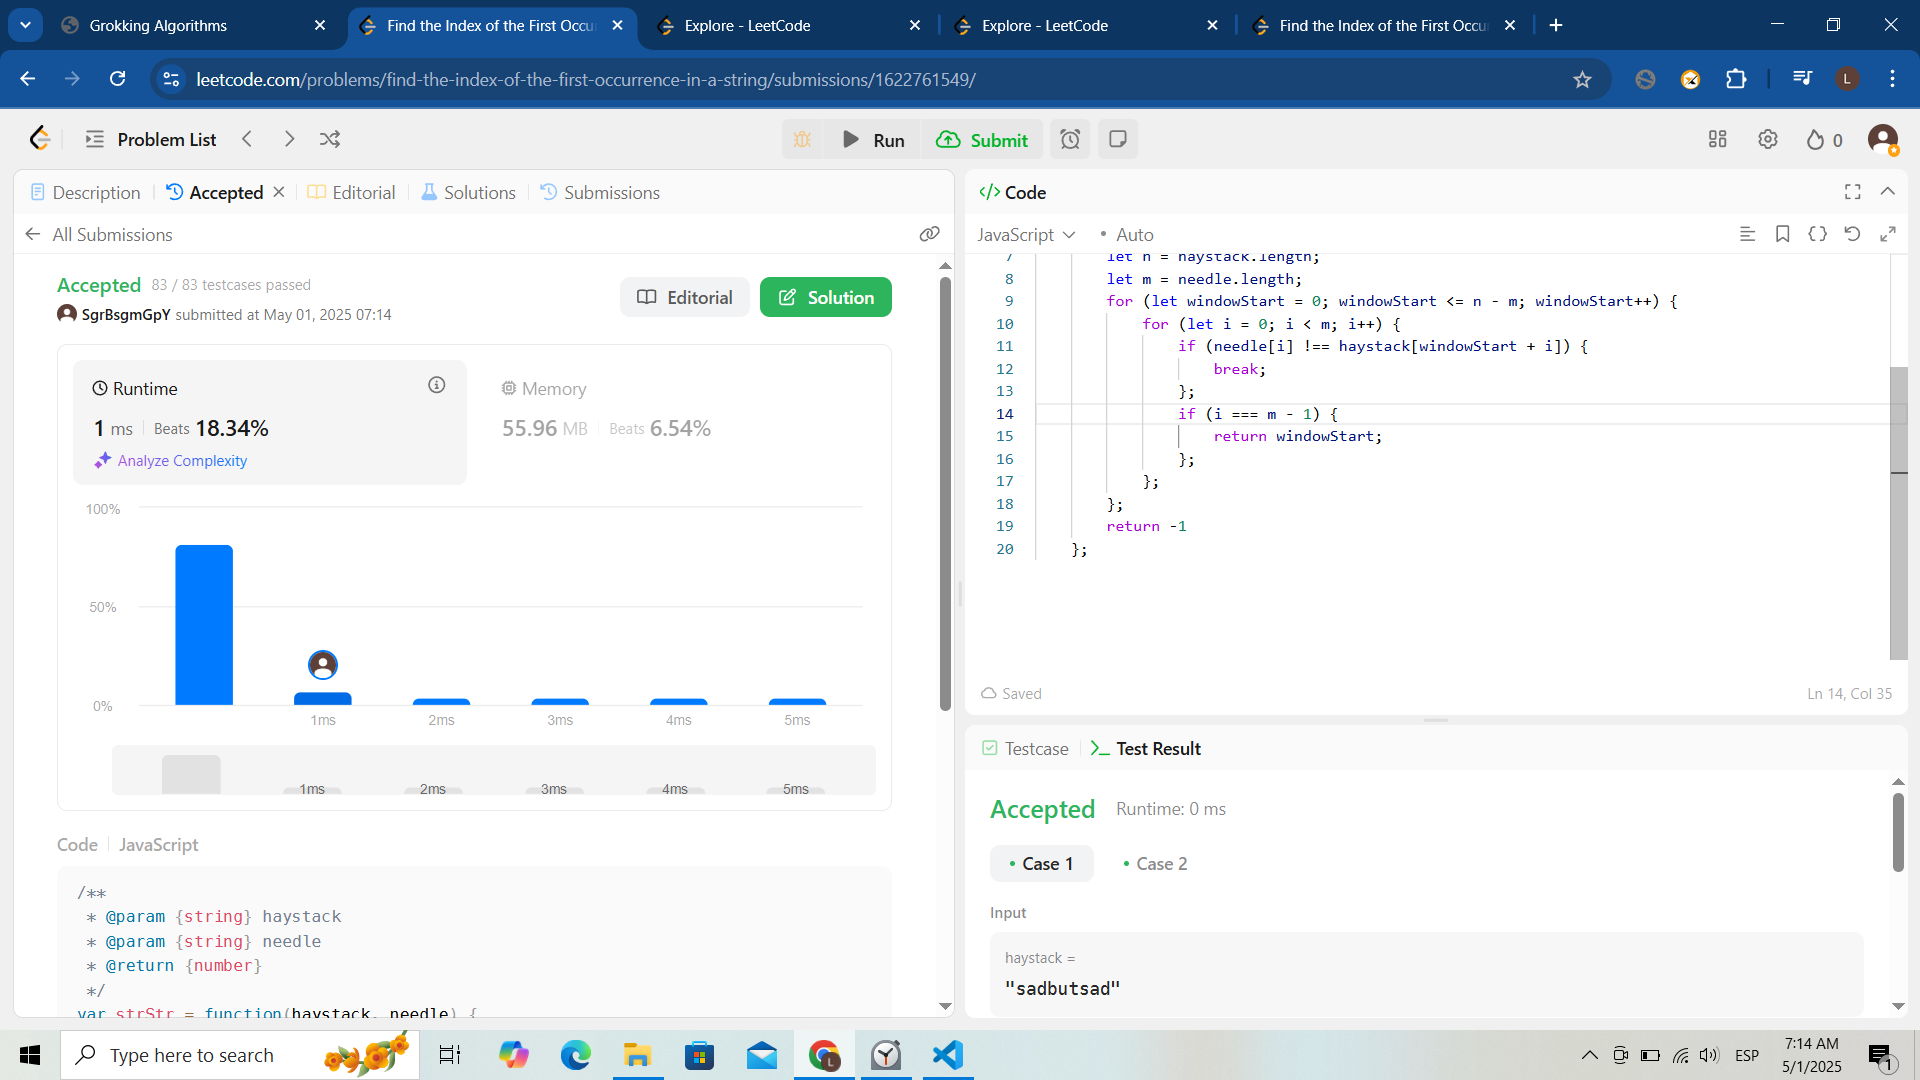 Grokking Algorithms
Find the Index of the First Occu
Explore - LeetCode
Explore - LeetCode
Find the Index of the First Occur
leetcode.com/problems/find-the-index-of-the-first-occurrence-in-a-string/submissions/1622761549/
L
Problem List
Run
Submit
0
Description
Accepted
Editorial
Solutions
Submissions
All Submissions
Accepted 83 / 83 testcases passed
SgrBsgmGpY submitted at May 01, 2025 07:14
Editorial
Solution
Runtime
1 ms Beats 18.34%
Analyze Complexity
Memory
55.96 MB Beats 6.54%
100%
50%
0%
1ms 2ms 3ms 4ms 5ms
1ms 2ms 3ms 4ms 5ms
Code JavaScript
/**
* @param {string} haystack
* @param {string} needle
* @return {number}
*/
var strStr = function(haystack, needle) {
</> Code
JavaScript
Auto
7 let n = haystack.length;
8 let m = needle.length;
9 for (let windowStart = 0; windowStart <= n - m; windowStart++) {
10 for (let i = 0; i < m; i++) {
11 if (needle[i] !== haystack[windowStart + i]) {
12 break;
13 };
14 if (i === m - 1) {
15 return windowStart;
16 };
17 };
18 };
19 return -1
20 };
Saved
Ln 14, Col 35
Testcase
Test Result
Accepted Runtime: 0 ms
Case 1
Case 2
Input
haystack =
"sadbutsad"
Type here to search
L
ESP
7:14 AM
5/1/2025
1